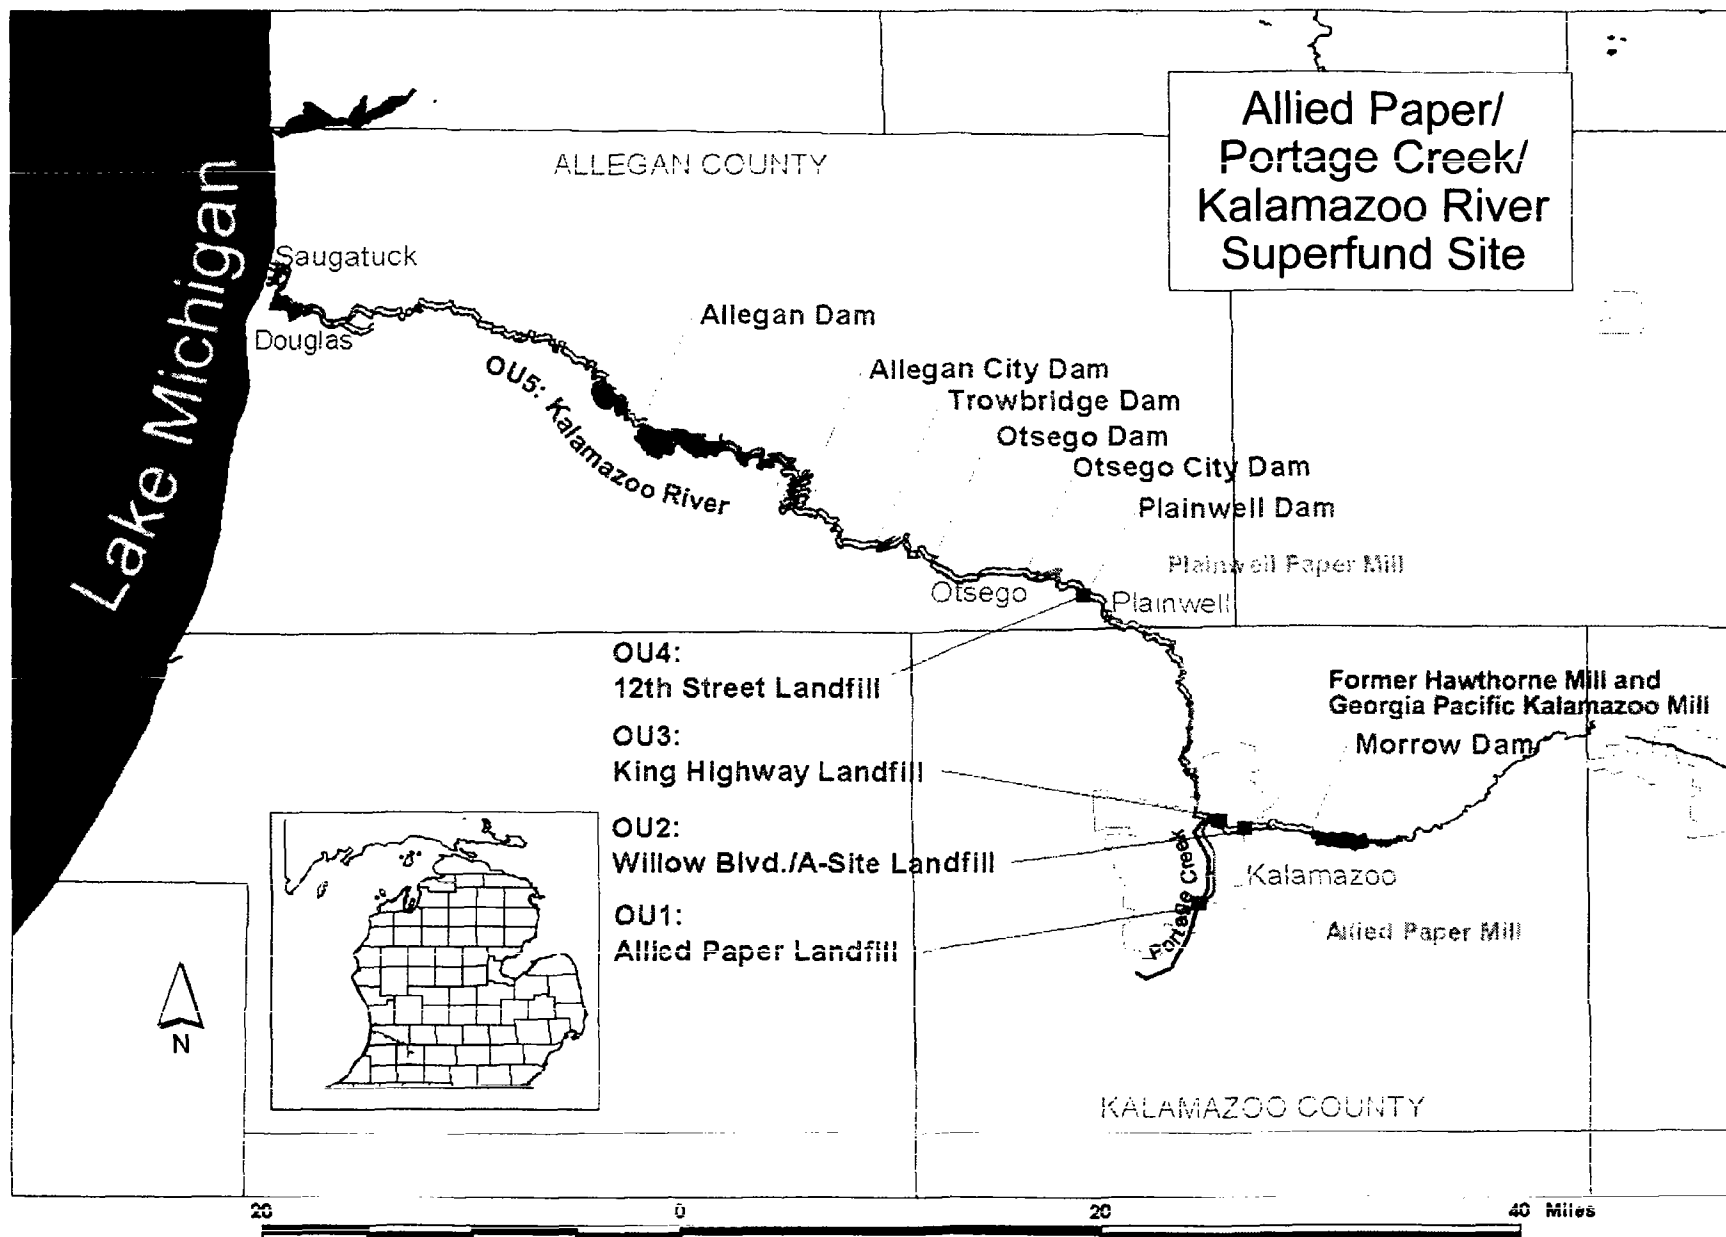 Allied Paper/
Portage Creek/
Kalamazoo River
Superfund Site
ALLEGAN COUNTY
Lake Michigan
Saugatuck
Douglas
Allegan Dam
Allegan City Dam
Trowbridge Dam
Otsego Dam
Otsego City Dam
Plainwell Dam
Plainwell Paper Mill
OU5: Kalamazoo River
Otsego
Plainwell
OU4:
12th Street Landfill
Former Hawthorne Mill and
Georgia Pacific Kalamazoo Mill
Morrow Dam
OU3:
King Highway Landfill
OU2:
Willow Blvd./A-Site Landfill
Portage Creek
Kalamazoo
OU1:
Allied Paper Landfill
Allied Paper Mill
N
KALAMAZOO COUNTY
20 0 20 40 Miles